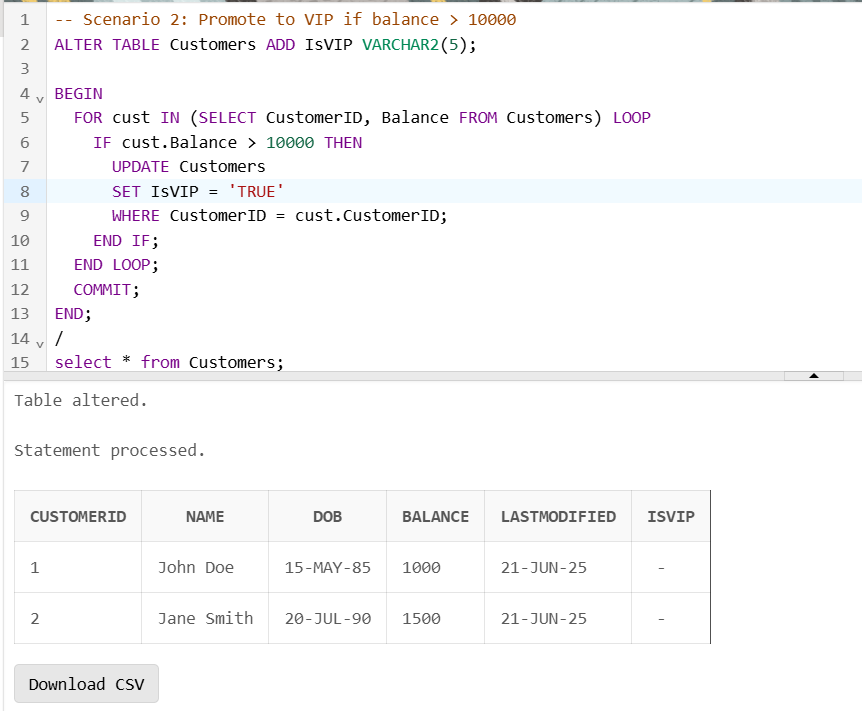 1 -- Scenario 2: Promote to VIP if balance > 10000
2 ALTER TABLE Customers ADD IsVIP VARCHAR2(5);
3
4 BEGIN
5   FOR cust IN (SELECT CustomerID, Balance FROM Customers) LOOP
6     IF cust.Balance > 10000 THEN
7       UPDATE Customers
8       SET IsVIP = 'TRUE'
9       WHERE CustomerID = cust.CustomerID;
10     END IF;
11   END LOOP;
12   COMMIT;
13 END;
14 /
15 select * from Customers;
Table altered.
Statement processed.
CUSTOMERID NAME DOB BALANCE LASTMODIFIED ISVIP
1 John Doe 15-MAY-85 1000 21-JUN-25 -
2 Jane Smith 20-JUL-90 1500 21-JUN-25 -
Download CSV